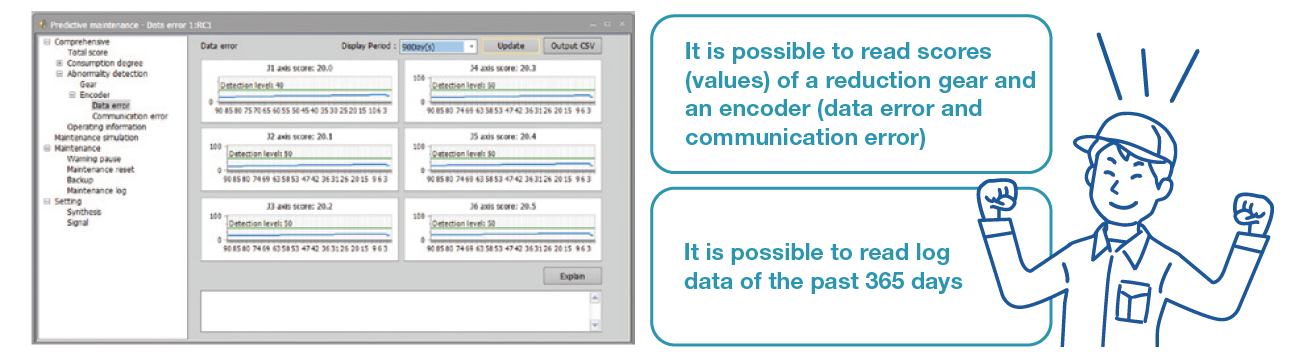 Predictive maintenance - Data error 1:RC1
Comprehensive
Total score
Consumption degree
Abnormality detection
Gear
Encoder
Data error
Communication error
Operating information
Maintenance simulation
Maintenance
Warning pause
Maintenance reset
Backup
Maintenance log
Setting
Synthesis
Signal
Data error
Display Period :
90Day(s)
Update
Output CSV
J1 axis score: 20.0
Detection level: 40
0
90 85 80 75 70 65 60 55 50 45 40 35 30 25 20 15 10 6 3
J4 axis score: 20.3
100
Detection level: 50
0
90 85 80 74 69 63 58 53 47 42 36 31 26 20 15 9 6 3
J2 axis score: 20.1
100
Detection level: 50
0
90 85 80 74 69 63 58 53 47 42 36 31 26 20 15 9 6 3
J5 axis score: 20.4
100
Detection level: 50
0
90 85 80 74 69 63 58 53 47 42 36 31 26 20 15 9 6 3
J3 axis score: 20.2
100
Detection level: 50
0
90 85 80 74 69 63 58 53 47 42 36 31 26 20 15 9 6 3
J6 axis score: 20.5
100
Detection level: 50
0
90 85 80 74 69 63 58 53 47 42 36 31 26 20 15 9 6 3
Explain
It is possible to read scores
(values) of a reduction gear and
an encoder (data error and
communication error)
It is possible to read log
data of the past 365 days